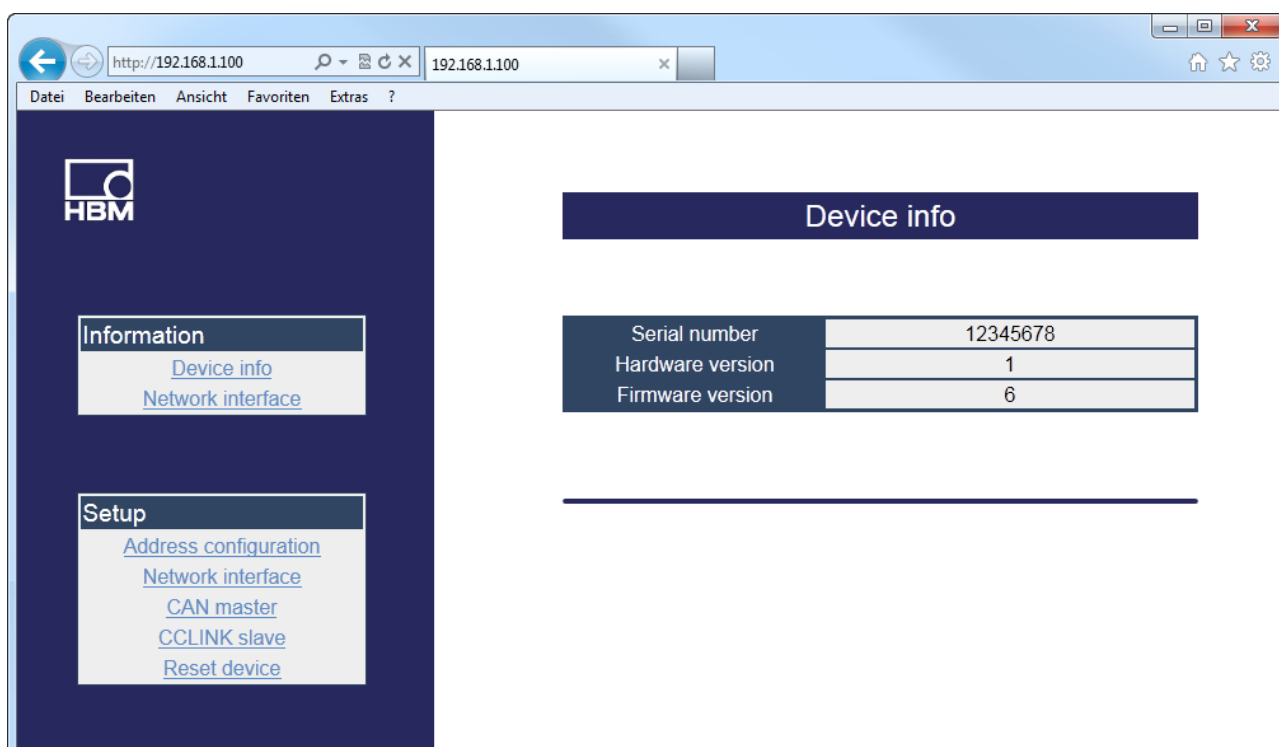 http://192.168.1.100
192.168.1.100
Datei Bearbeiten Ansicht Favoriten Extras ?
HBM
Device info
Information
Device info
Network interface
Serial number 12345678
Hardware version 1
Firmware version 6
Setup
Address configuration
Network interface
CAN master
CCLINK slave
Reset device